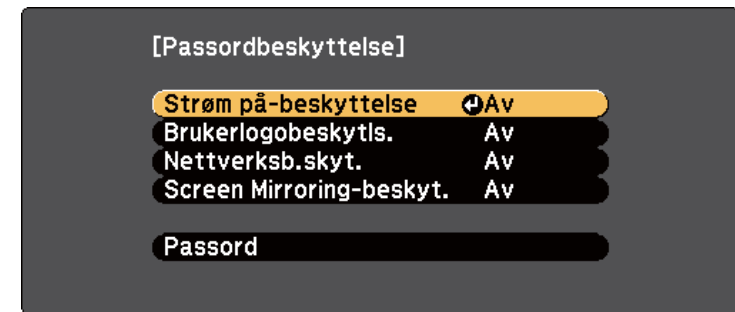 [Passordbeskyttelse]
Strøm på-beskyttelse Av
Brukerlogobeskytls. Av
Nettverksb.skyt. Av
Screen Mirroring-beskyt. Av
Passord